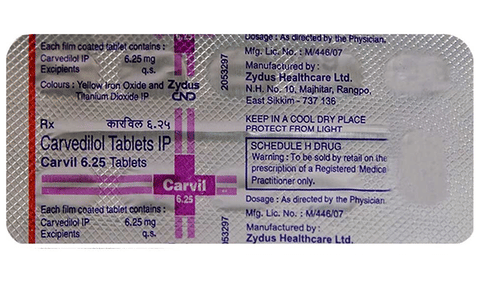 Each film coated tablet contains :
Carvedilol IP 6.25 mg
Excipients q.s.
Colours : Yellow Iron Oxide and
Titanium Dioxide IP
Zydus
CND
2053297
Rx कारविल ६.२५
Carvedilol Tablets IP
Carvil 6.25 Tablets
Carvil
6.25
Each film coated tablet contains :
Carvedilol IP 6.25 mg
Excipients q.s.
2053297
Dosage : As directed by the Physician.
Mfg. Lic. No. : M/446/07
Manufactured by :
Zydus Healthcare Ltd.
N.H. No. 10, Majhitar, Rangpo,
East Sikkim - 737 136
KEEP IN A COOL DRY PLACE
PROTECT FROM LIGHT
SCHEDULE H DRUG
Warning : To be sold by retail on the
prescription of a Registered Medica
Practitioner only.
Dosage : As directed by the Physician.
Mfg. Lic. No. : M/446/07
Manufactured by :
Zydus Healthcare Ltd.